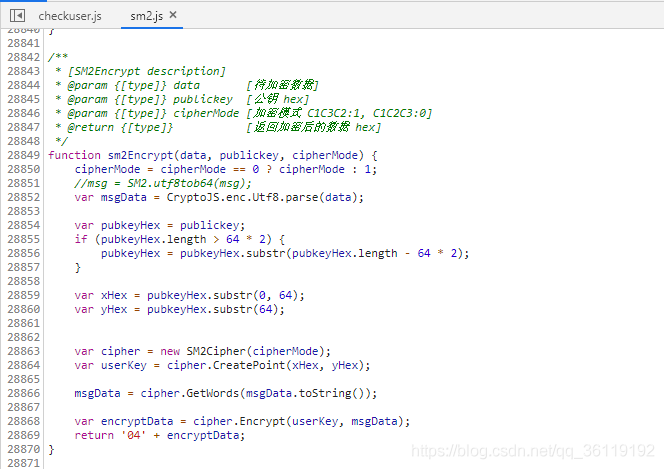 checkuser.js sm2.js ×
28840 }
28841
28842 /**
28843 * [SM2Encrypt description]
28844 * @param {[type]} data [待加密数据]
28845 * @param {[type]} publickey [公钥 hex]
28846 * @param {[type]} cipherMode [加密模式 C1C3C2:1, C1C2C3:0]
28847 * @return {[type]} [返回加密后的数据 hex]
28848 */
28849 function sm2Encrypt(data, publickey, cipherMode) {
28850 cipherMode = cipherMode == 0 ? cipherMode : 1;
28851 //msg = SM2.utf8tob64(msg);
28852 var msgData = CryptoJS.enc.Utf8.parse(data);
28853
28854 var pubkeyHex = publickey;
28855 if (pubkeyHex.length > 64 * 2) {
28856 pubkeyHex = pubkeyHex.substr(pubkeyHex.length - 64 * 2);
28857 }
28858
28859 var xHex = pubkeyHex.substr(0, 64);
28860 var yHex = pubkeyHex.substr(64);
28861
28862
28863 var cipher = new SM2Cipher(cipherMode);
28864 var userKey = cipher.CreatePoint(xHex, yHex);
28865
28866 msgData = cipher.GetWords(msgData.toString());
28867
28868 var encryptData = cipher.Encrypt(userKey, msgData);
28869 return '04' + encryptData;
28870 }
28871
https://blog.csdn.net/qq_36119192